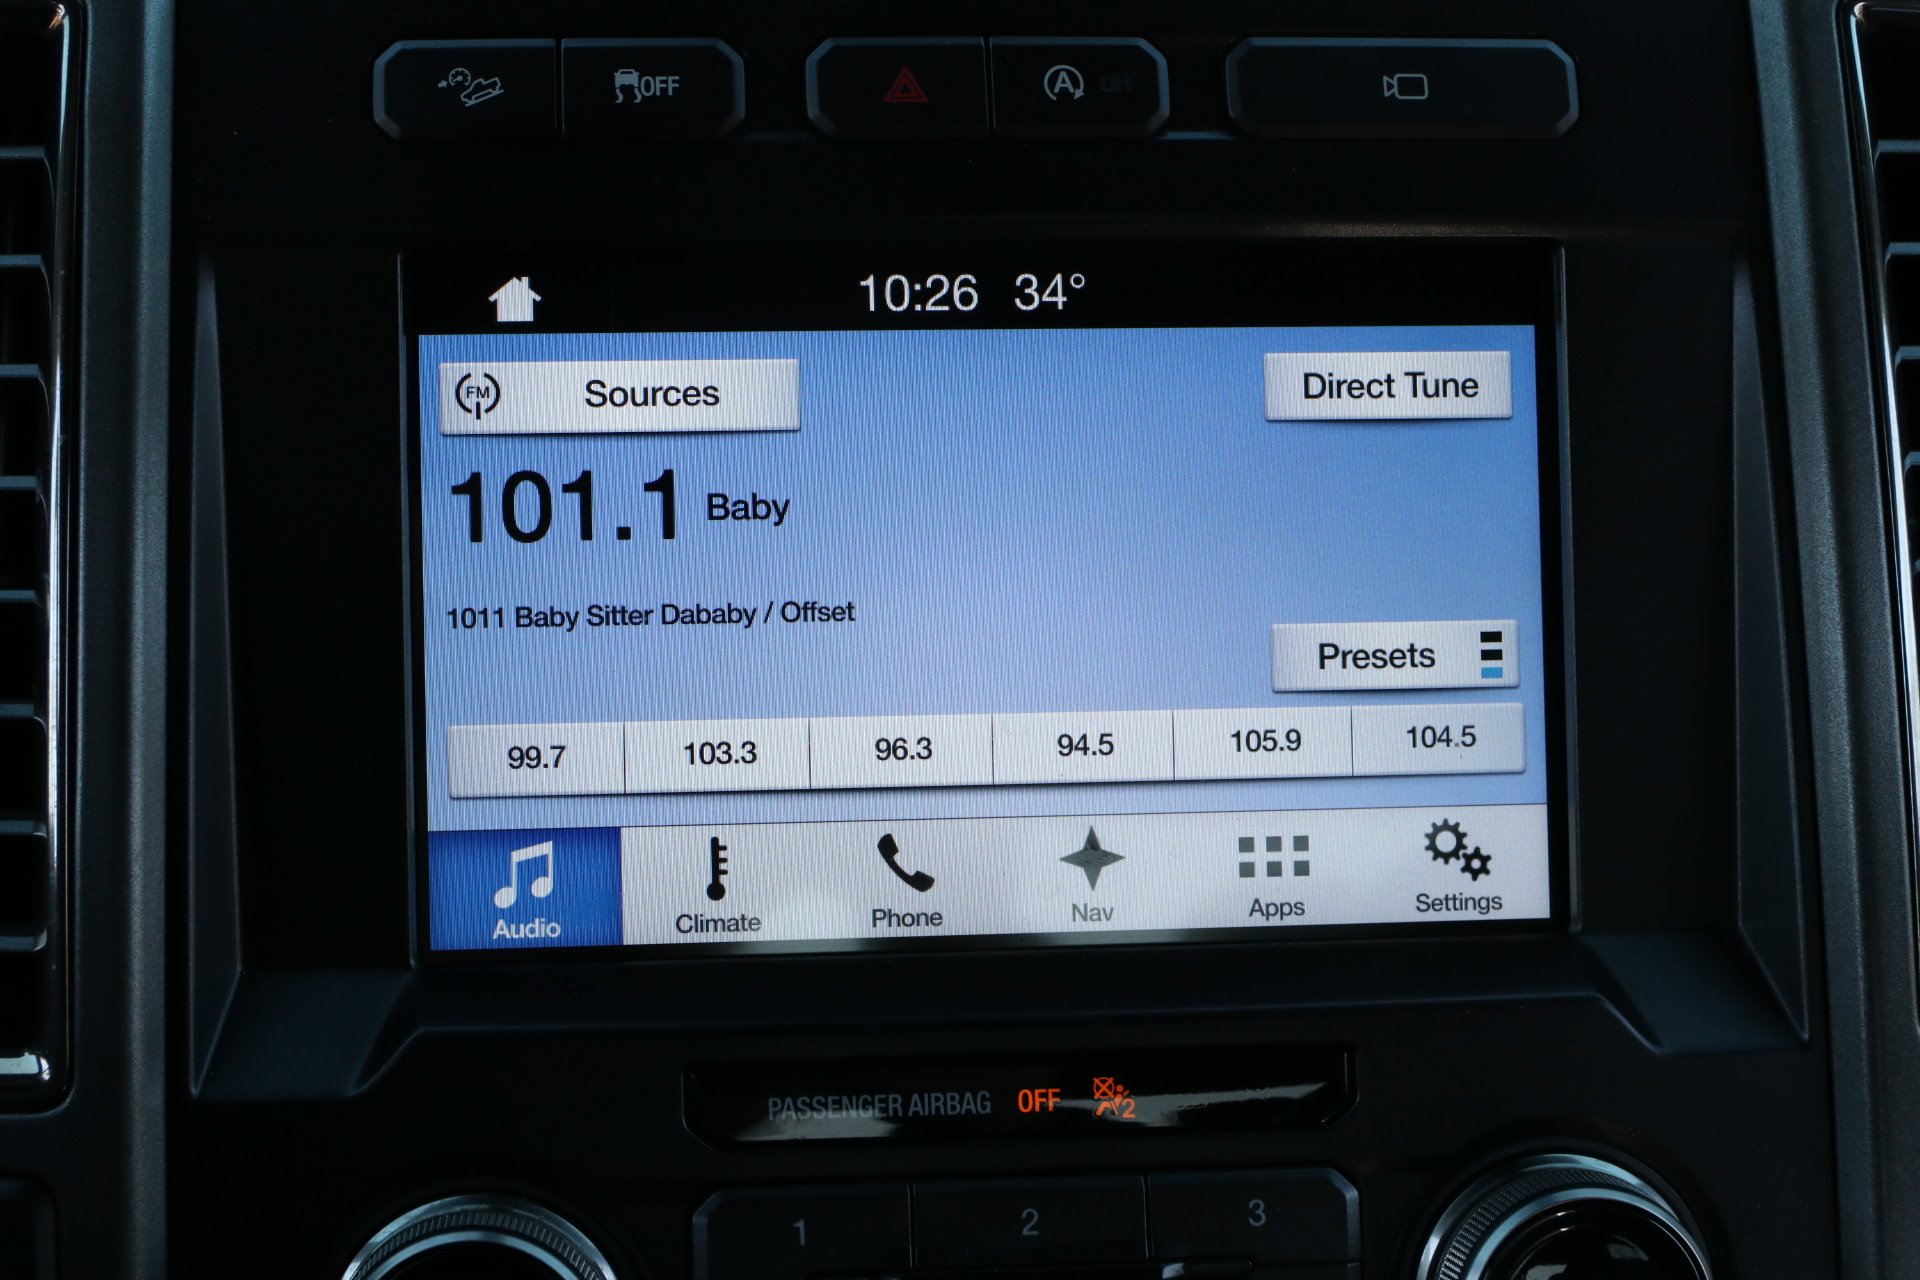 OFF
A OFF
10:26 34°
FM Sources
Direct Tune
101.1 Baby
1011 Baby Sitter Dababy / Offset
Presets
99.7 103.3 96.3 94.5 105.9 104.5
Audio Climate Phone Nav Apps Settings
PASSENGER AIRBAG OFF 2
1 2 3